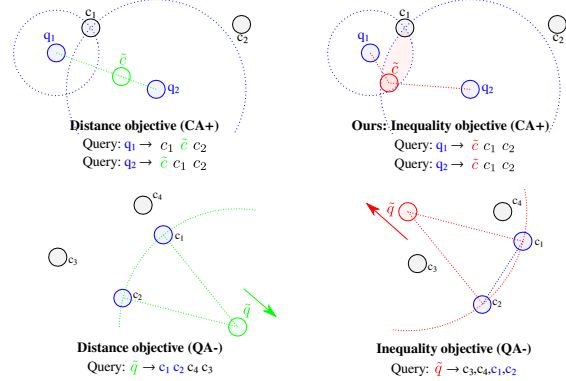 c₁
c₂
q₁
c̃
q₂
Distance objective (CA+)
Query: q₁ → c₁ c̃ c₂
Query: q₂ → c̃ c₁ c₂
c₁
c₂
q₁
c̃
q₂
Ours: Inequality objective (CA+)
Query: q₁ → c̃ c₁ c₂
Query: q₂ → c̃ c₁ c₂
c₄
c₁
c₃
c₂
q̃
Distance objective (QA-)
Query: q̃ → c₁ c₂ c₄ c₃
q̃
c₄
c₁
c₃
c₂
Inequality objective (QA-)
Query: q̃ → c₃,c₄,c₁,c₂